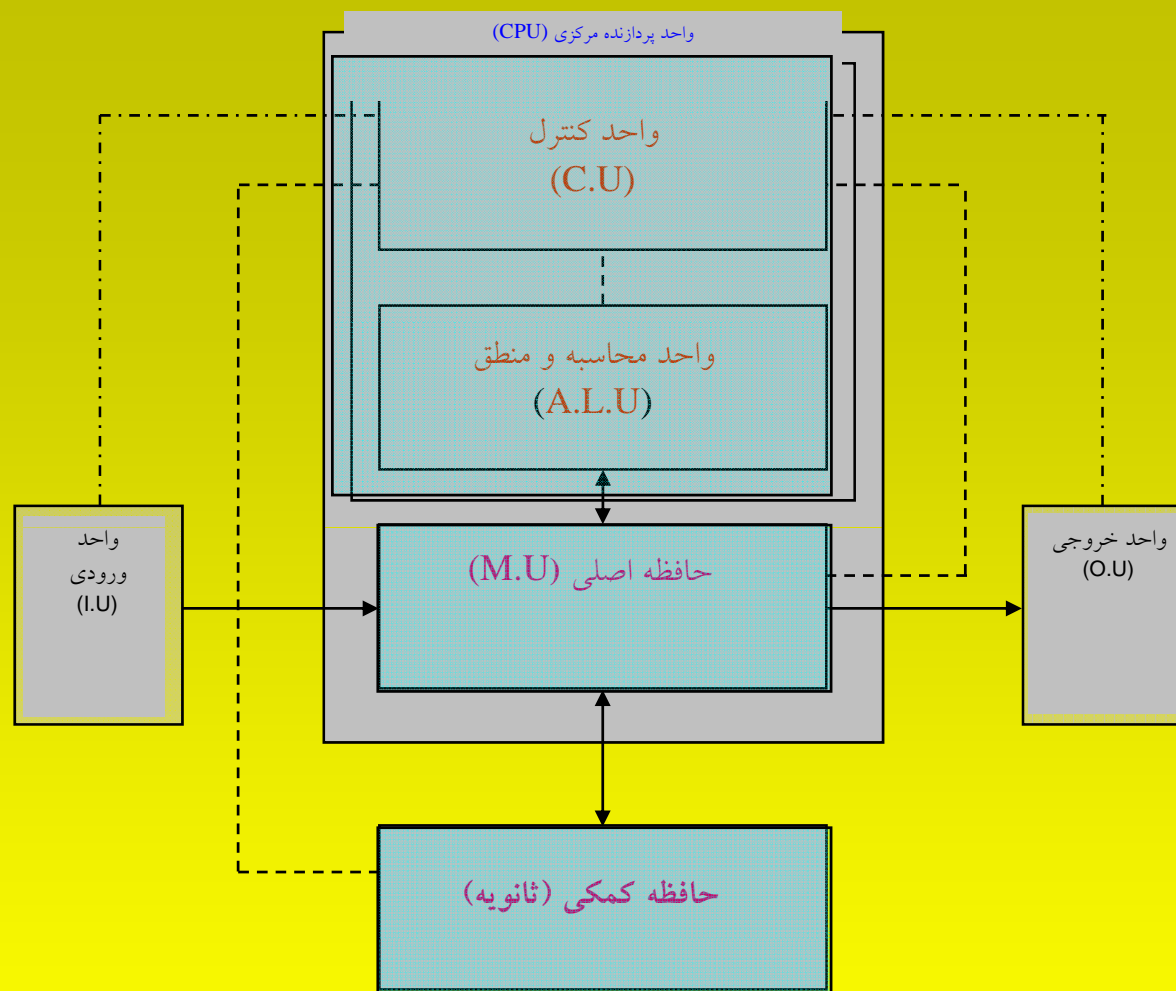 واحد پردازنده مرکزی (CPU)
واحد کنترل
(C.U)
واحد محاسبه و منطق
(A.L.U)
واحد
ورودی
(I.U)
حافظه اصلی (M.U)
واحد خروجی
(O.U)
حافظه کمکی (ثانویه)